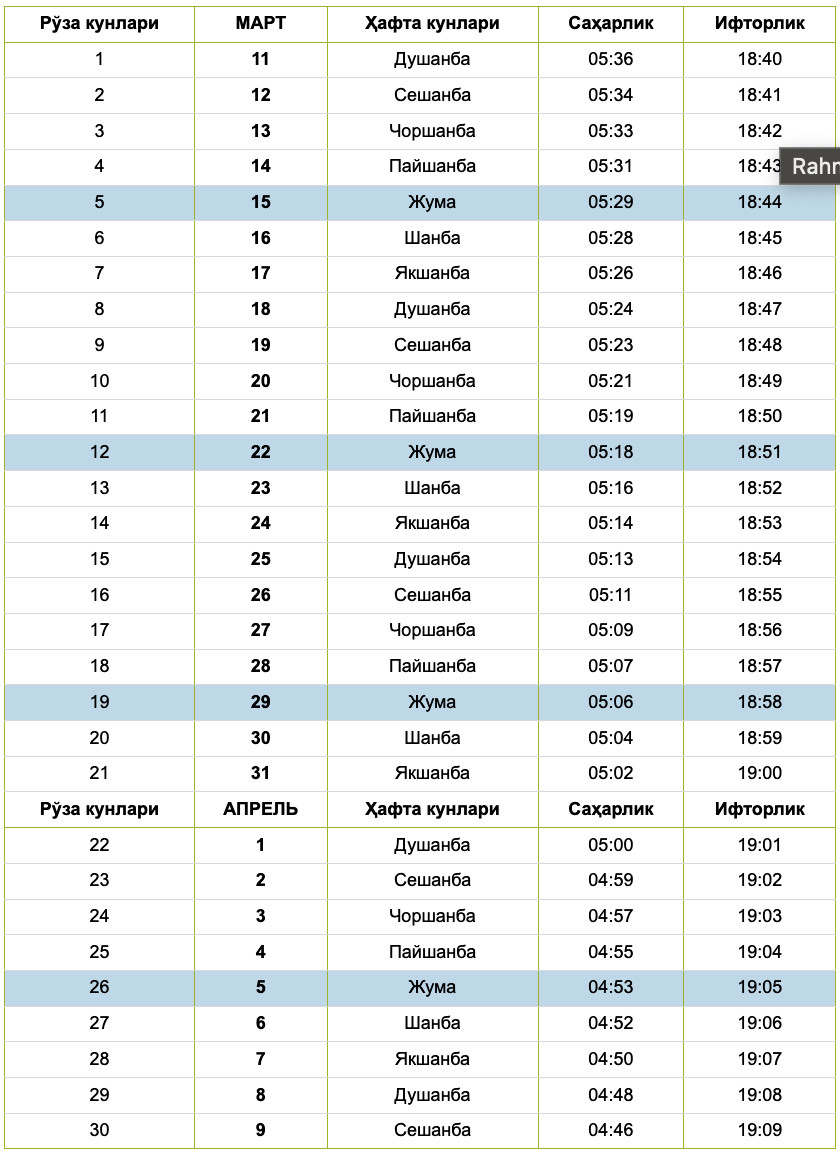 Рўза кунлари МАРТ Ҳафта кунлари Саҳарлик Ифторлик
1 11 Душанба 05:36 18:40
2 12 Сешанба 05:34 18:41
3 13 Чоршанба 05:33 18:42
4 14 Пайшанба 05:31 18:43
5 15 Жума 05:29 18:44
6 16 Шанба 05:28 18:45
7 17 Якшанба 05:26 18:46
8 18 Душанба 05:24 18:47
9 19 Сешанба 05:23 18:48
10 20 Чоршанба 05:21 18:49
11 21 Пайшанба 05:19 18:50
12 22 Жума 05:18 18:51
13 23 Шанба 05:16 18:52
14 24 Якшанба 05:14 18:53
15 25 Душанба 05:13 18:54
16 26 Сешанба 05:11 18:55
17 27 Чоршанба 05:09 18:56
18 28 Пайшанба 05:07 18:57
19 29 Жума 05:06 18:58
20 30 Шанба 05:04 18:59
21 31 Якшанба 05:02 19:00
Рўза кунлари АПРЕЛЬ Ҳафта кунлари Саҳарлик Ифторлик
22 1 Душанба 05:00 19:01
23 2 Сешанба 04:59 19:02
24 3 Чоршанба 04:57 19:03
25 4 Пайшанба 04:55 19:04
26 5 Жума 04:53 19:05
27 6 Шанба 04:52 19:06
28 7 Якшанба 04:50 19:07
29 8 Душанба 04:48 19:08
30 9 Сешанба 04:46 19:09